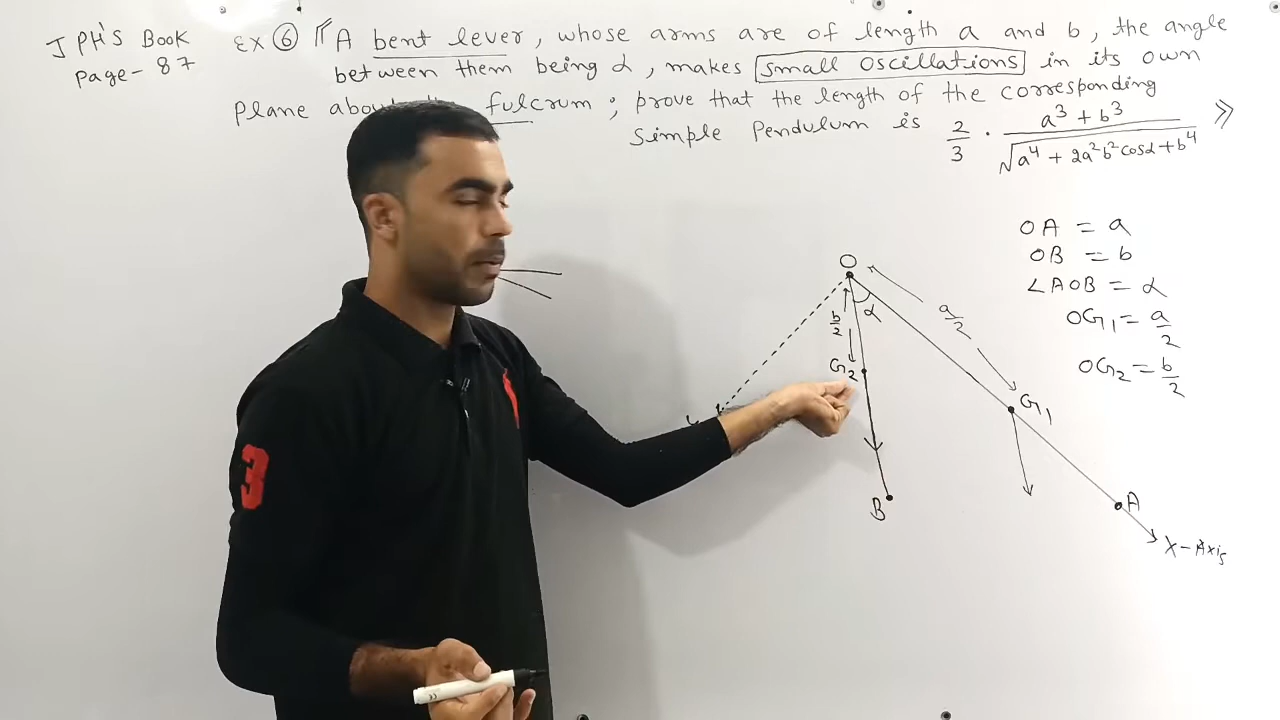 JPH'S Book
page- 87
Ex ⑥ "A bent lever, whose arms are of length a and b, the angle
between them being α, makes small oscillations in its own
plane about fulcrum; prove that the length of the corresponding
Simple Pendulum is 2/3 · (a³ + b³)/√(a⁴ + 2a²b²cosα + b⁴) "
OA = a
OB = b
∠AOB = α
OG₁ = a/2
OG₂ = b/2
O
α
a/2
b/2
G₂
G₁
B
A
X-Axis
3